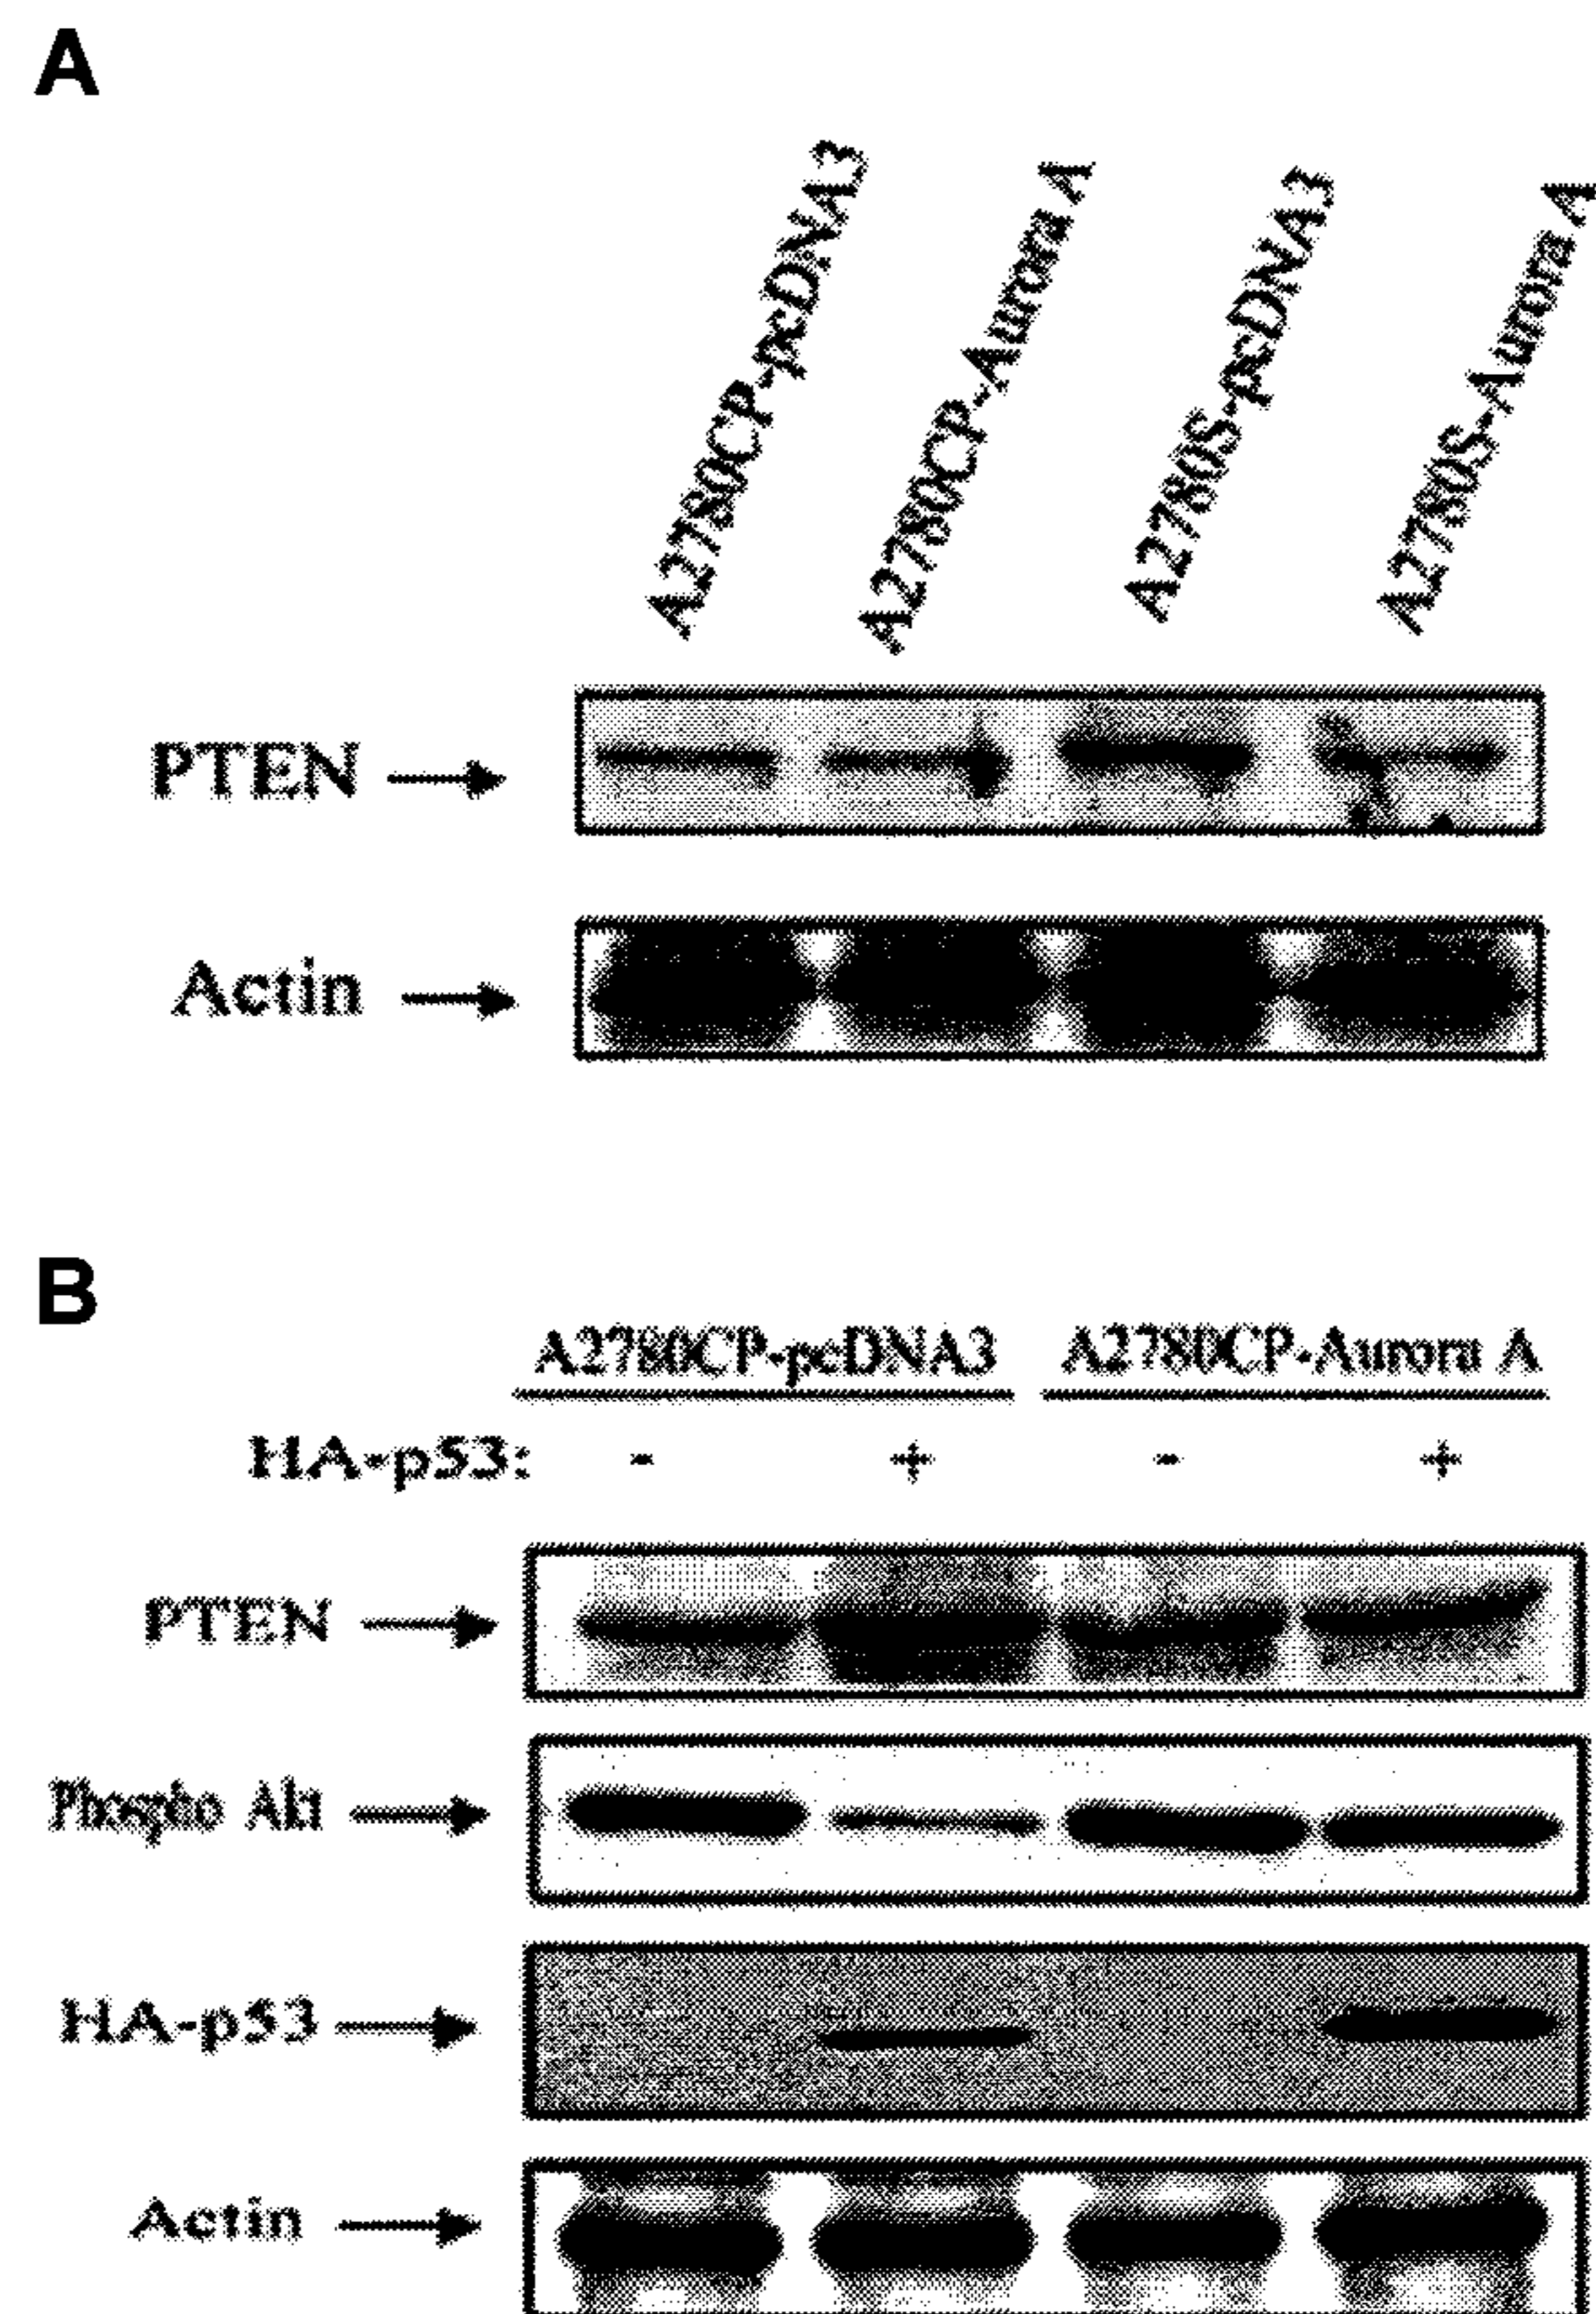 A
A2780CP-pcDNA3
A2780CP-Aurora A
A2780S-pcDNA3
A2780S-Aurora A
PTEN
Actin
B
A2780CP-pcDNA3 A2780CP-Aurora A
HA-p53: - + - +
PTEN
Phospho Akt
HA-p53
Actin